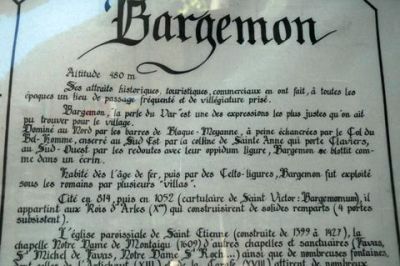 Bargemon
Altitude 480 m
Ses attraits historiques, touristiques, commerciaux en ont fait, à toutes les
époques un lieu de passage fréquenté et de villégiature prisé.
Bargemon, la perle du Var est une des expressions les plus justes qu'on ait
pu trouver pour le village.
Dominé au Nord par les barres de Blaque-Meyanne, à peine échancrées par le Col du
Bel-Homme, enserré au Sud Est par la colline de Sainte Anne qui porte Claviers,
au Sud-Ouest par les redoutes avec leur oppidum ligure, Bargemon se blottit com-
me dans un écrin.
Habité dès l'âge de fer, puis par des Celto-ligures, Bargemon fut exploité
sous les romains par plusieurs "villas".
Cité en 814, puis en 1052 (cartulaire de Saint Victor: Bargemonum), il
appartint aux Rois d'Arles (Xème) qui construisirent de solides remparts (4 portes
subsistent).
L'église paroissiale de Saint Etienne (construite de 1399 à 1427), la
chapelle Notre Dame de Montaigu (1609) d'autres chapelles et sanctuaires (Favas,
St Michel de Favas, Notre Dame St Roch...) ainsi que de nombreuses fontaines,